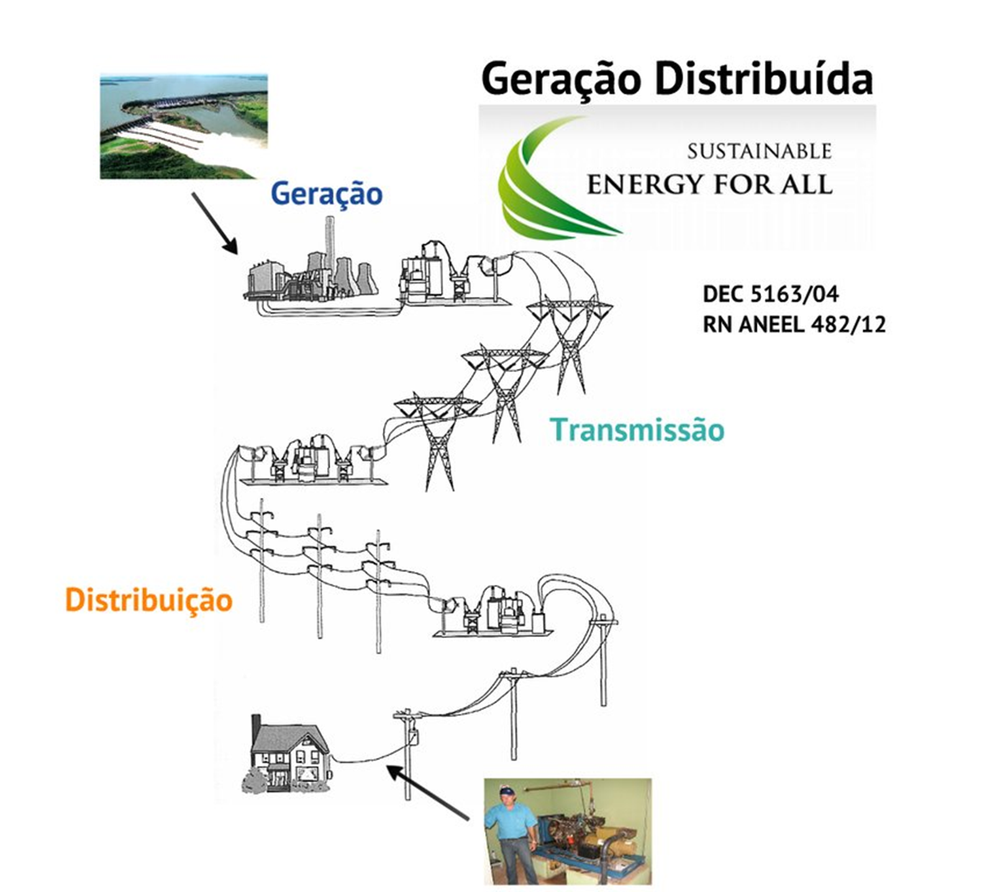 Geração Distribuída
SUSTAINABLE
ENERGY FOR ALL
Geração
DEC 5163/04
RN ANEEL 482/12
Transmissão
Distribuição